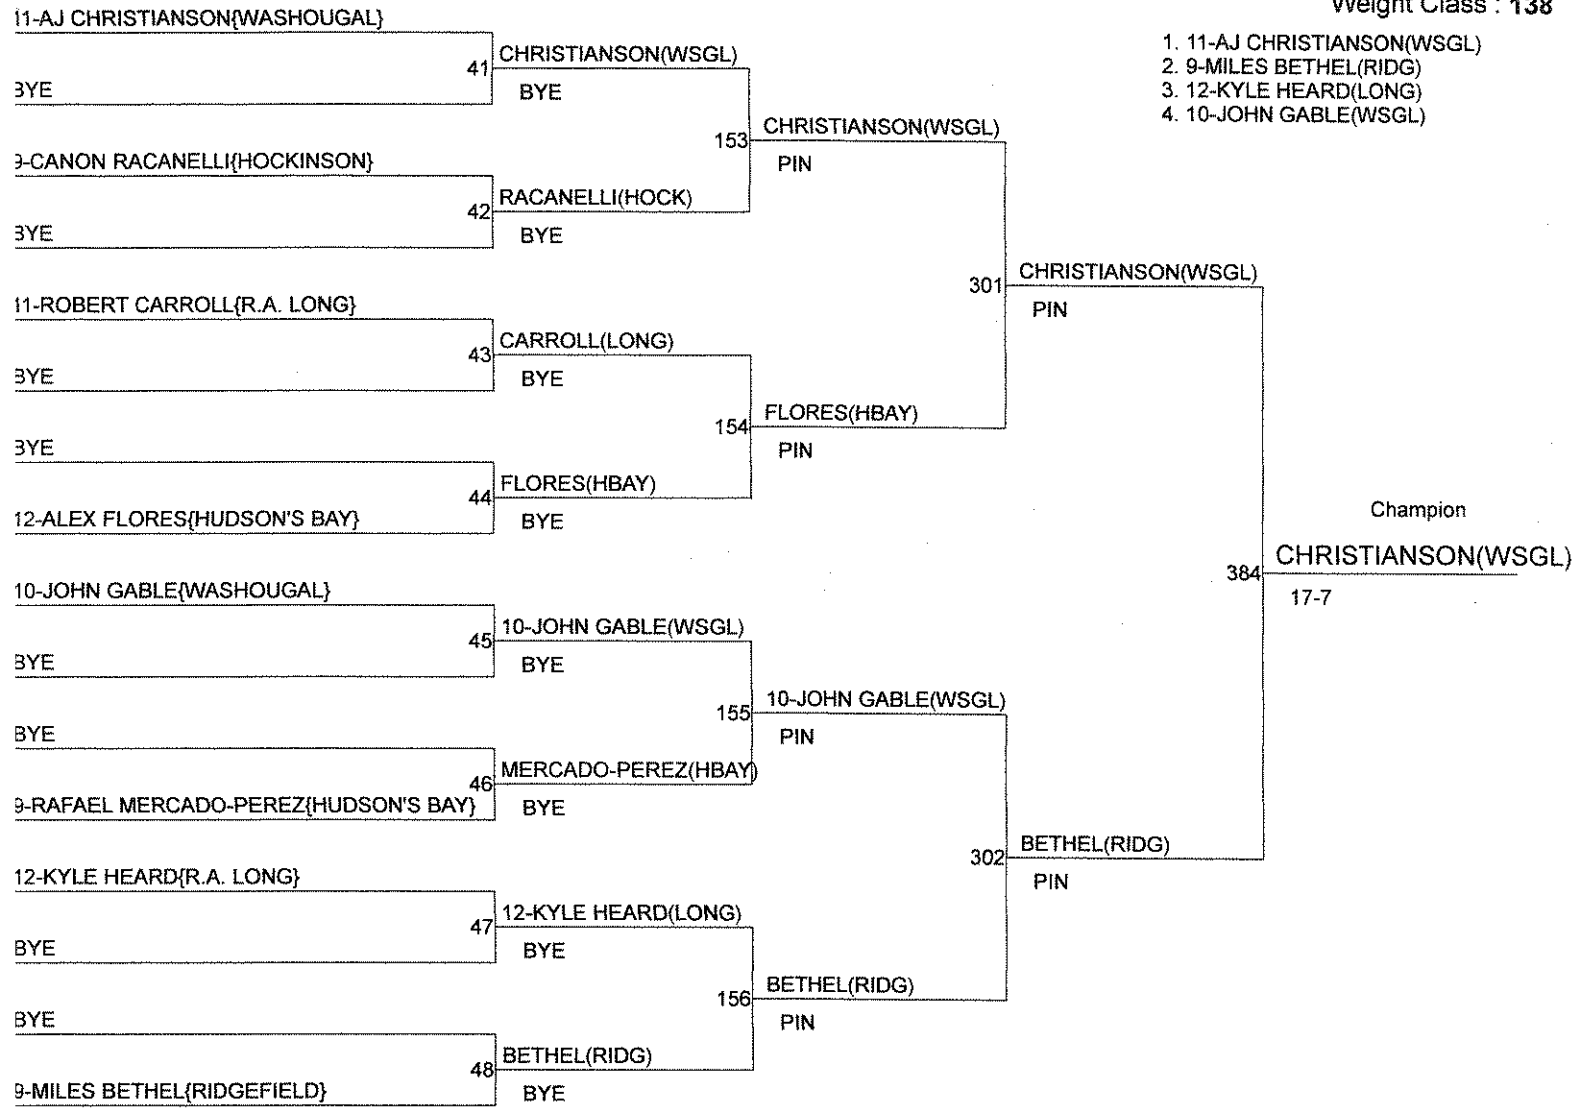 Weight Class : 138
1. 11-AJ CHRISTIANSON(WSGL)
2. 9-MILES BETHEL(RIDG)
3. 12-KYLE HEARD(LONG)
4. 10-JOHN GABLE(WSGL)
11-AJ CHRISTIANSON{WASHOUGAL}
BYE
9-CANON RACANELLI{HOCKINSON}
BYE
11-ROBERT CARROLL{R.A. LONG}
BYE
BYE
12-ALEX FLORES{HUDSON'S BAY}
10-JOHN GABLE{WASHOUGAL}
BYE
BYE
9-RAFAEL MERCADO-PEREZ{HUDSON'S BAY}
12-KYLE HEARD{R.A. LONG}
BYE
BYE
9-MILES BETHEL{RIDGEFIELD}
41 CHRISTIANSON(WSGL)
BYE
42 RACANELLI(HOCK)
BYE
43 CARROLL(LONG)
BYE
44 FLORES(HBAY)
BYE
45 10-JOHN GABLE(WSGL)
BYE
46 MERCADO-PEREZ(HBAY)
BYE
47 12-KYLE HEARD(LONG)
BYE
48 BETHEL(RIDG)
BYE
153 CHRISTIANSON(WSGL)
PIN
154 FLORES(HBAY)
PIN
155 10-JOHN GABLE(WSGL)
PIN
156 BETHEL(RIDG)
PIN
301 CHRISTIANSON(WSGL)
PIN
302 BETHEL(RIDG)
PIN
Champion
384 CHRISTIANSON(WSGL)
17-7